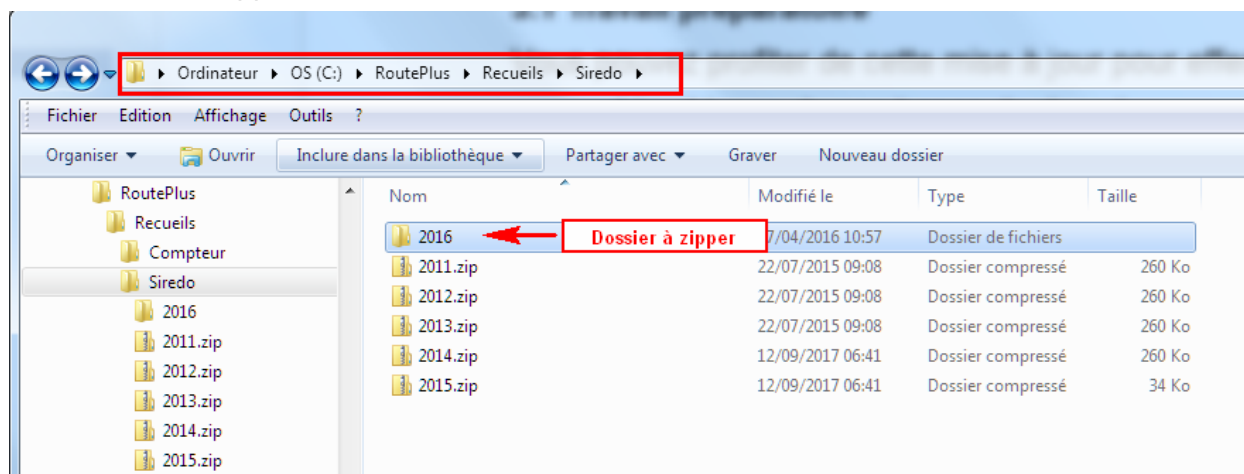 Ordinateur OS (C:) RoutePlus Recueils Siredo
Fichier Edition Affichage Outils ?
Organiser Ouvrir Inclure dans la bibliothèque Partager avec Graver Nouveau dossier
RoutePlus
Recueils
Compteur
Siredo
2016
2011.zip
2012.zip
2013.zip
2014.zip
2015.zip
Nom Modifié le Type Taille
2016 Dossier à zipper 7/04/2016 10:57 Dossier de fichiers
2011.zip 22/07/2015 09:08 Dossier compressé 260 Ko
2012.zip 22/07/2015 09:08 Dossier compressé 260 Ko
2013.zip 22/07/2015 09:08 Dossier compressé 260 Ko
2014.zip 12/09/2017 06:41 Dossier compressé 260 Ko
2015.zip 12/09/2017 06:41 Dossier compressé 34 Ko